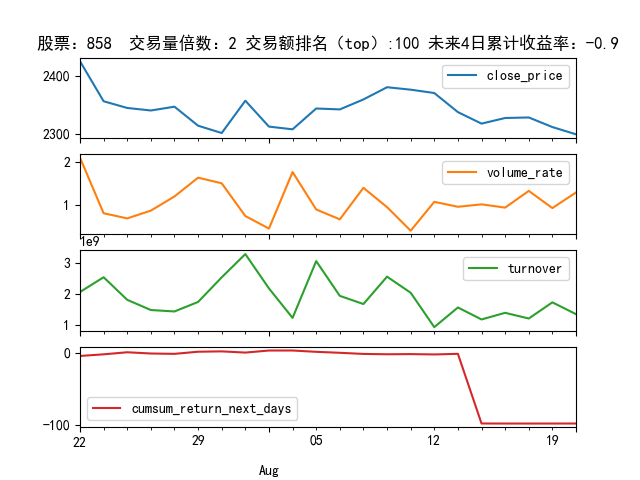 股票：858  交易量倍数：2 交易额排名（top）:100 未来4日累计收益率：-0.9
2400
2300
close_price
2
1
volume_rate
1e9
3
2
1
turnover
0
-100
cumsum_return_next_days
22 29 05 12 19
Aug